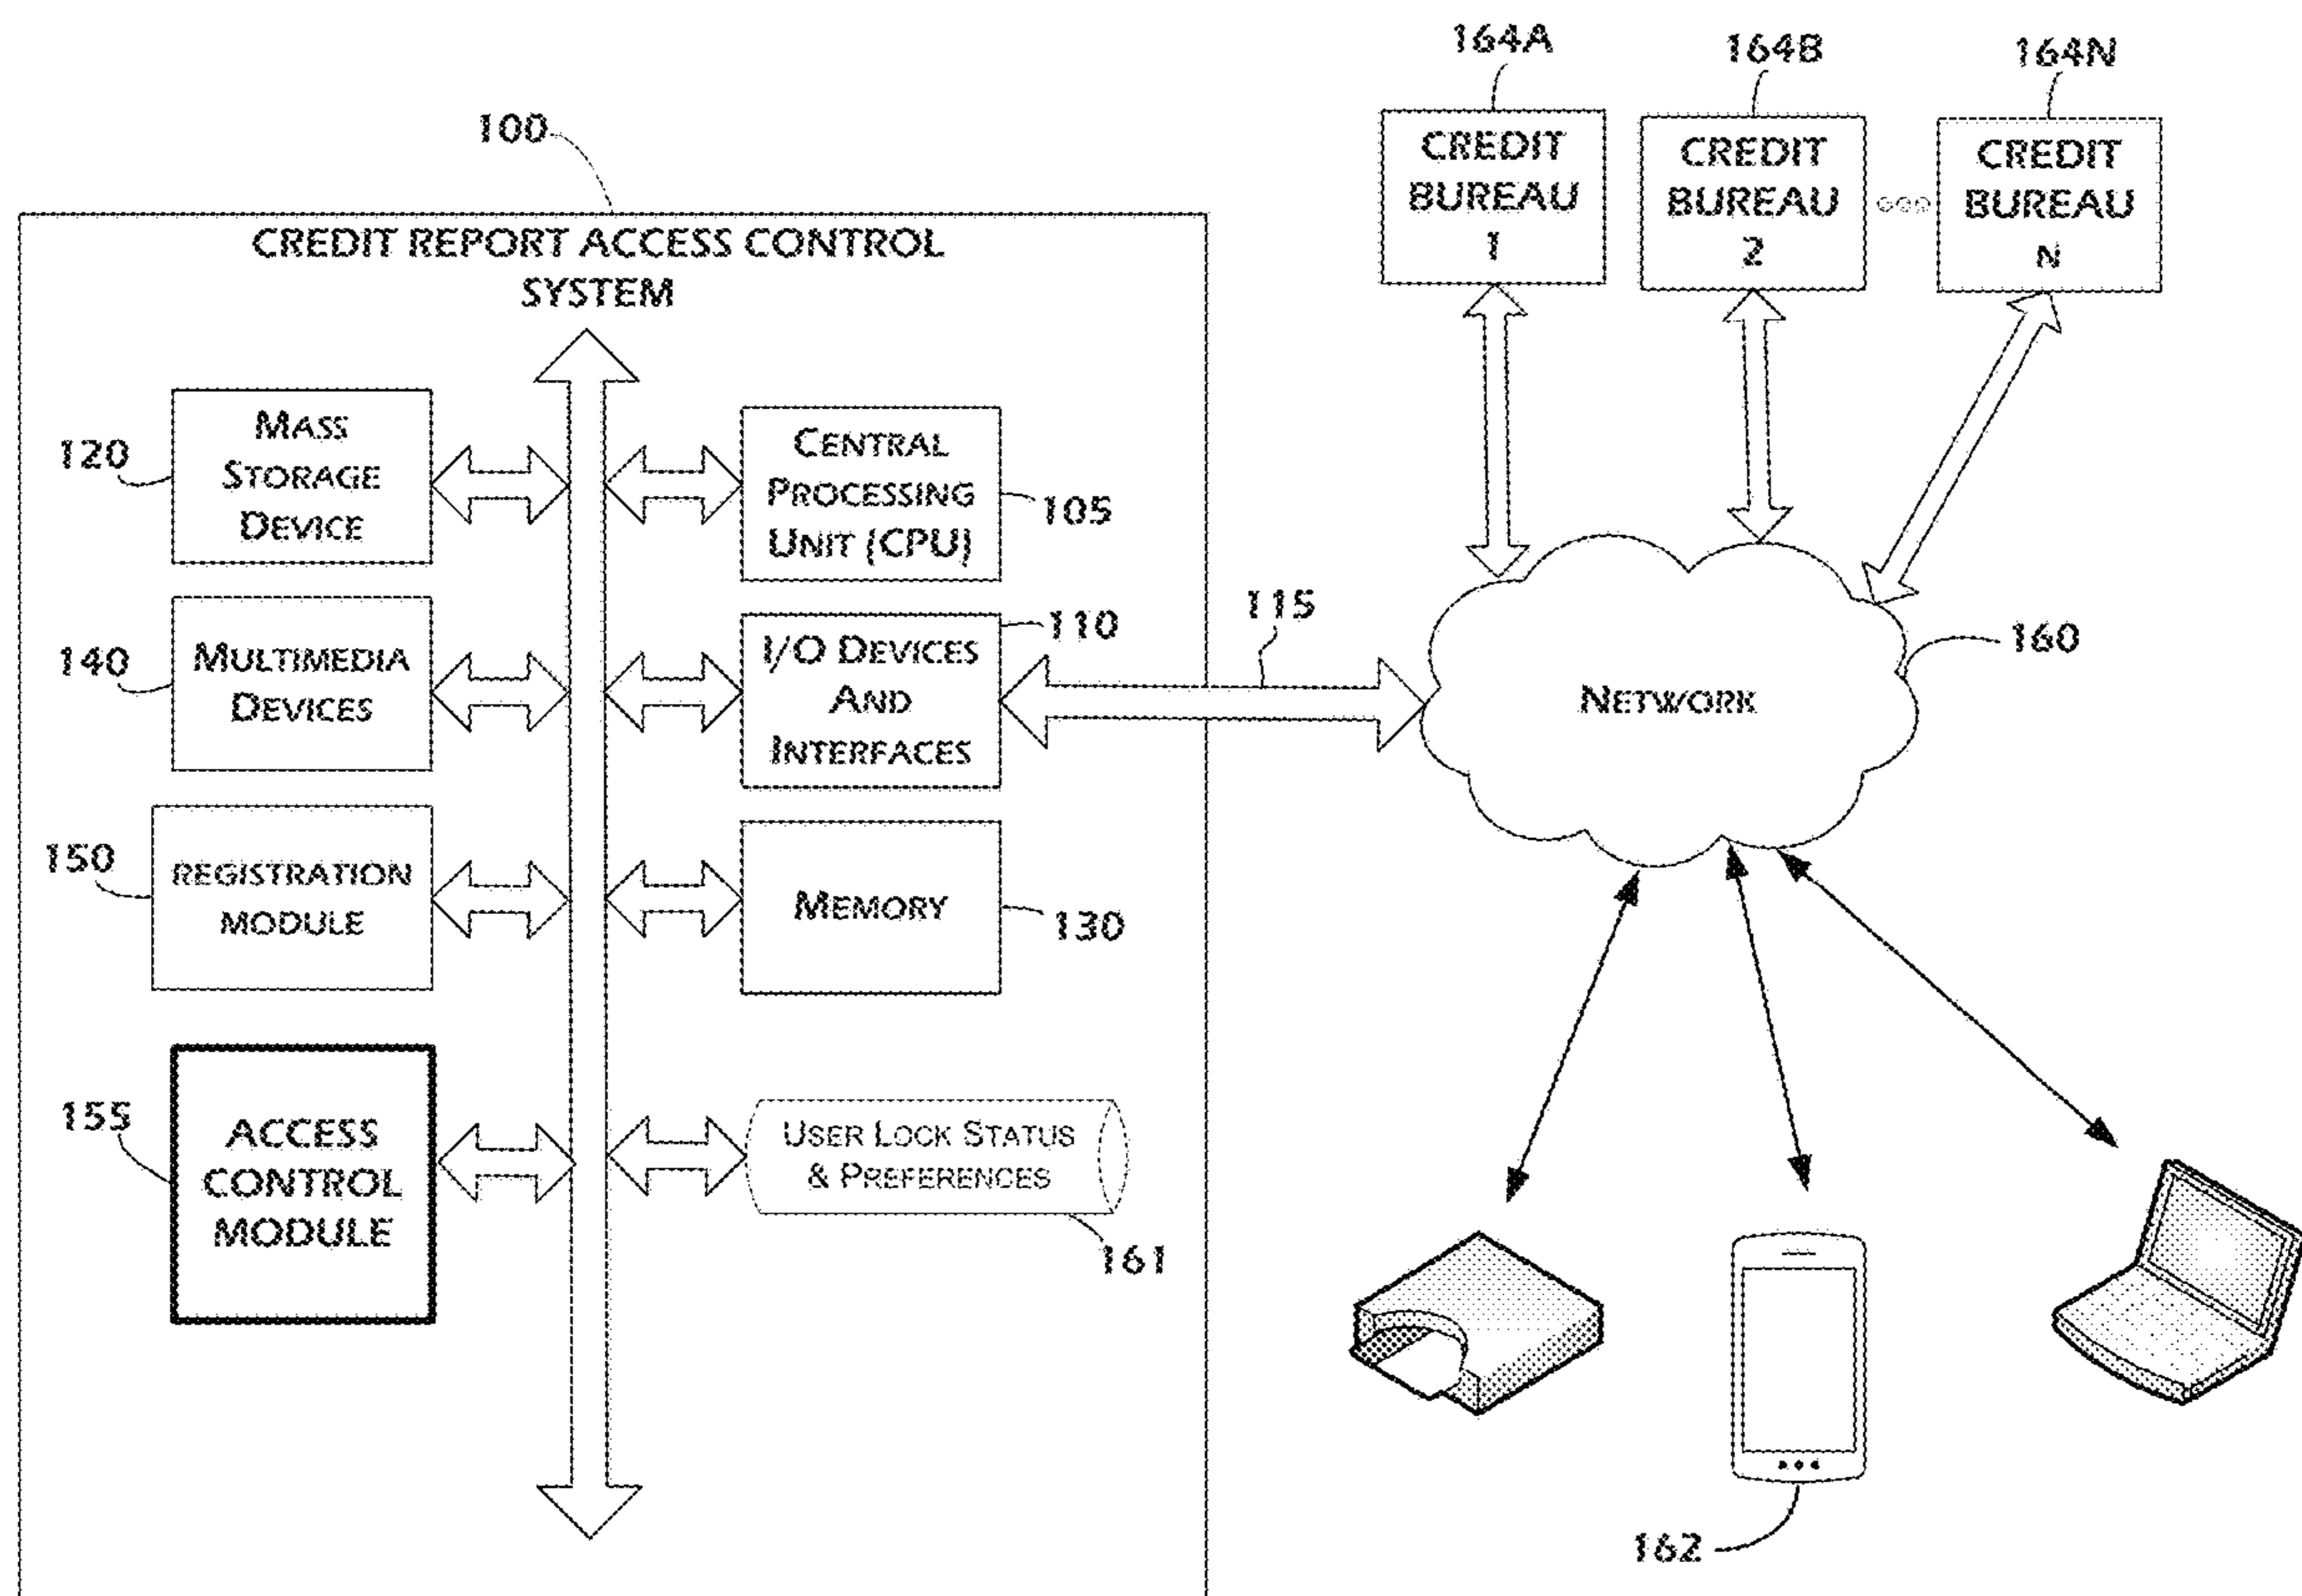 164A
164B
164N
100
CREDIT
BUREAU
1
CREDIT
BUREAU
2
CREDIT
BUREAU
N
CREDIT REPORT ACCESS CONTROL
SYSTEM
120
MASS
STORAGE
DEVICE
CENTRAL
PROCESSING
UNIT (CPU)
105
140
MULTIMEDIA
DEVICES
110
I/O DEVICES
AND
INTERFACES
115
160
NETWORK
150
REGISTRATION
MODULE
MEMORY
130
155
ACCESS
CONTROL
MODULE
USER LOCK STATUS
& PREFERENCES
161
162